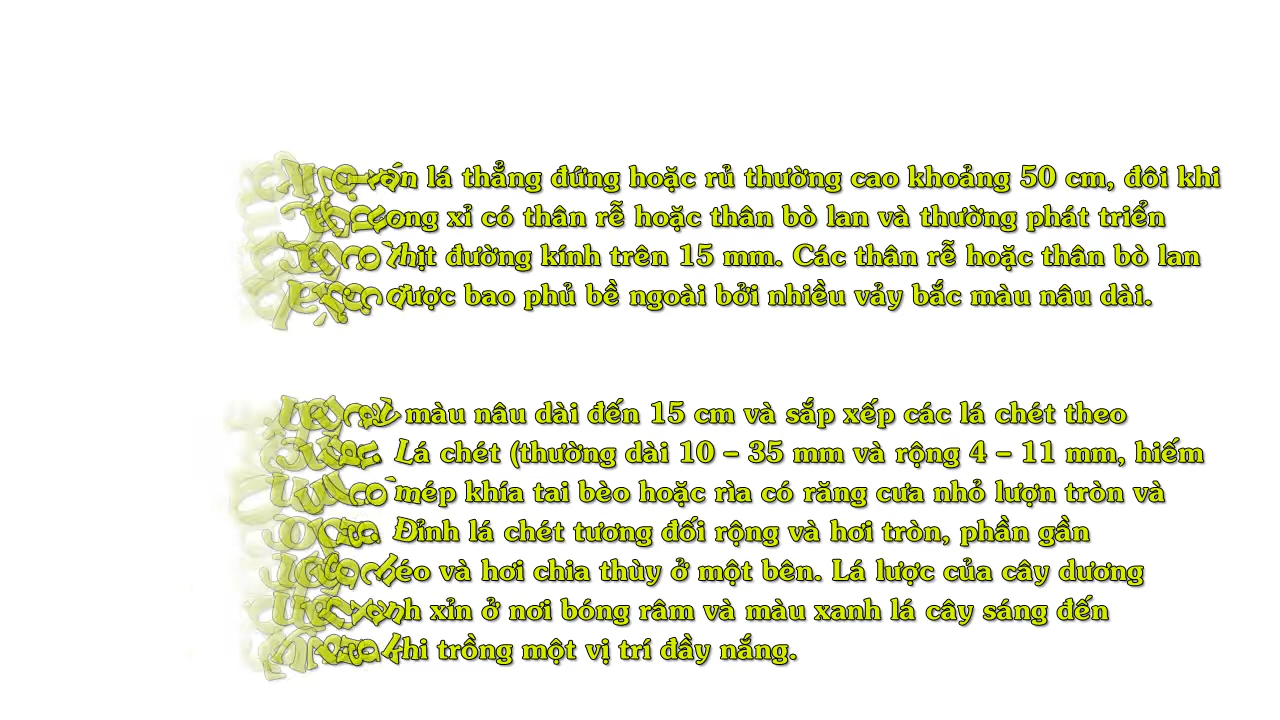 lá thẳng đứng hoặc rủ thường cao khoảng 50 cm, đôi khi
xỉ có thân rễ hoặc thân bò lan và thường phát triển
đường kính trên 15 mm. Các thân rễ hoặc thân bò lan
được bao phủ bề ngoài bởi nhiều vảy bắc màu nâu dài.
màu nâu dài đến 15 cm và sắp xếp các lá chét theo
Lá chét (thường dài 10 – 35 mm và rộng 4 – 11 mm, hiếm
mép khía tai bèo hoặc rìa có răng cưa nhỏ lượn tròn và
Đỉnh lá chét tương đối rộng và hơi tròn, phần gần
và hơi chia thùy ở một bên. Lá lược của cây dương
xỉn ở nơi bóng râm và màu xanh lá cây sáng đến
khi trồng một vị trí đầy nắng.